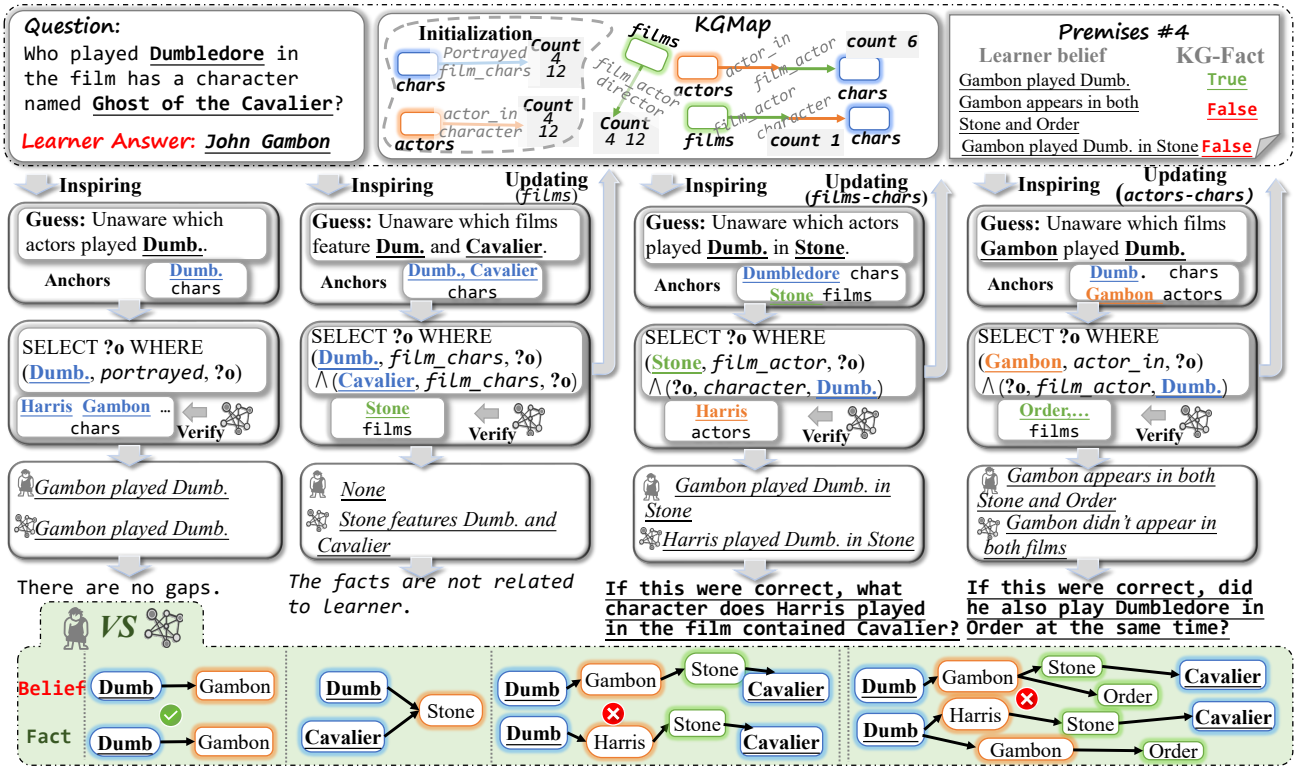 Question:
Who played Dumbledore in
the film has a character
named Ghost of the Cavalier?
Learner Answer: John Gambon
KGMap
Initialization
Portrayed
film_chars
Count
4
12
chars
actor_in
character
Count
4
12
actors
films
film_actor
director
Count
4 12
actor_in
film_actor
count 6
actors
chars
film_actor
character
count 1
films
chars
Premises #4
Learner belief KG-Fact
Gambon played Dumb. True
Gambon appears in both
Stone and Order False
Gambon played Dumb. in Stone False
Inspiring
Guess: Unaware which
actors played Dumb..
Anchors
Dumb.
chars
SELECT ?o WHERE
(Dumb., portrayed, ?o)
Harris Gambon …
chars
Verify
Gambon played Dumb.
Gambon played Dumb.
There are no gaps.
Inspiring
Updating
(films)
Guess: Unaware which films
feature Dum. and Cavalier.
Anchors
Dumb., Cavalier
chars
SELECT ?o WHERE
(Dumb., film_chars, ?o)
∧(Cavalier, film_chars, ?o)
Stone
films
Verify
None
Stone features Dumb. and
Cavalier
The facts are not related
to learner.
Inspiring
Updating
(films-chars)
Guess: Unaware which actors
played Dumb. in Stone.
Anchors
Dumbledore chars
Stone films
SELECT ?o WHERE
(Stone, film_actor, ?o)
∧(?o, character, Dumb.)
Harris
actors
Verify
Gambon played Dumb. in
Stone
Harris played Dumb. in Stone
If this were correct, what
character does Harris played
in the film contained Cavalier?
Inspiring
Updating
(actors-chars)
Guess: Unaware which films
Gambon played Dumb.
Anchors
Dumb. chars
Gambon actors
SELECT ?o WHERE
(Gambon, actor_in, ?o)
∧(?o, film_actor, Dumb.)
Order,…
films
Verify
Gambon appears in both
Stone and Order
Gambon didn't appear in
both films
If this were correct, did
he also play Dumbledore in
Order at the same time?
VS
Belief
Fact
Dumb Gambon
Dumb Gambon
Dumb
Cavalier
Stone
Dumb Gambon Stone Cavalier
Dumb Harris Stone Cavalier
Dumb Gambon Stone Cavalier
Order
Dumb Harris Stone Cavalier
Gambon Order